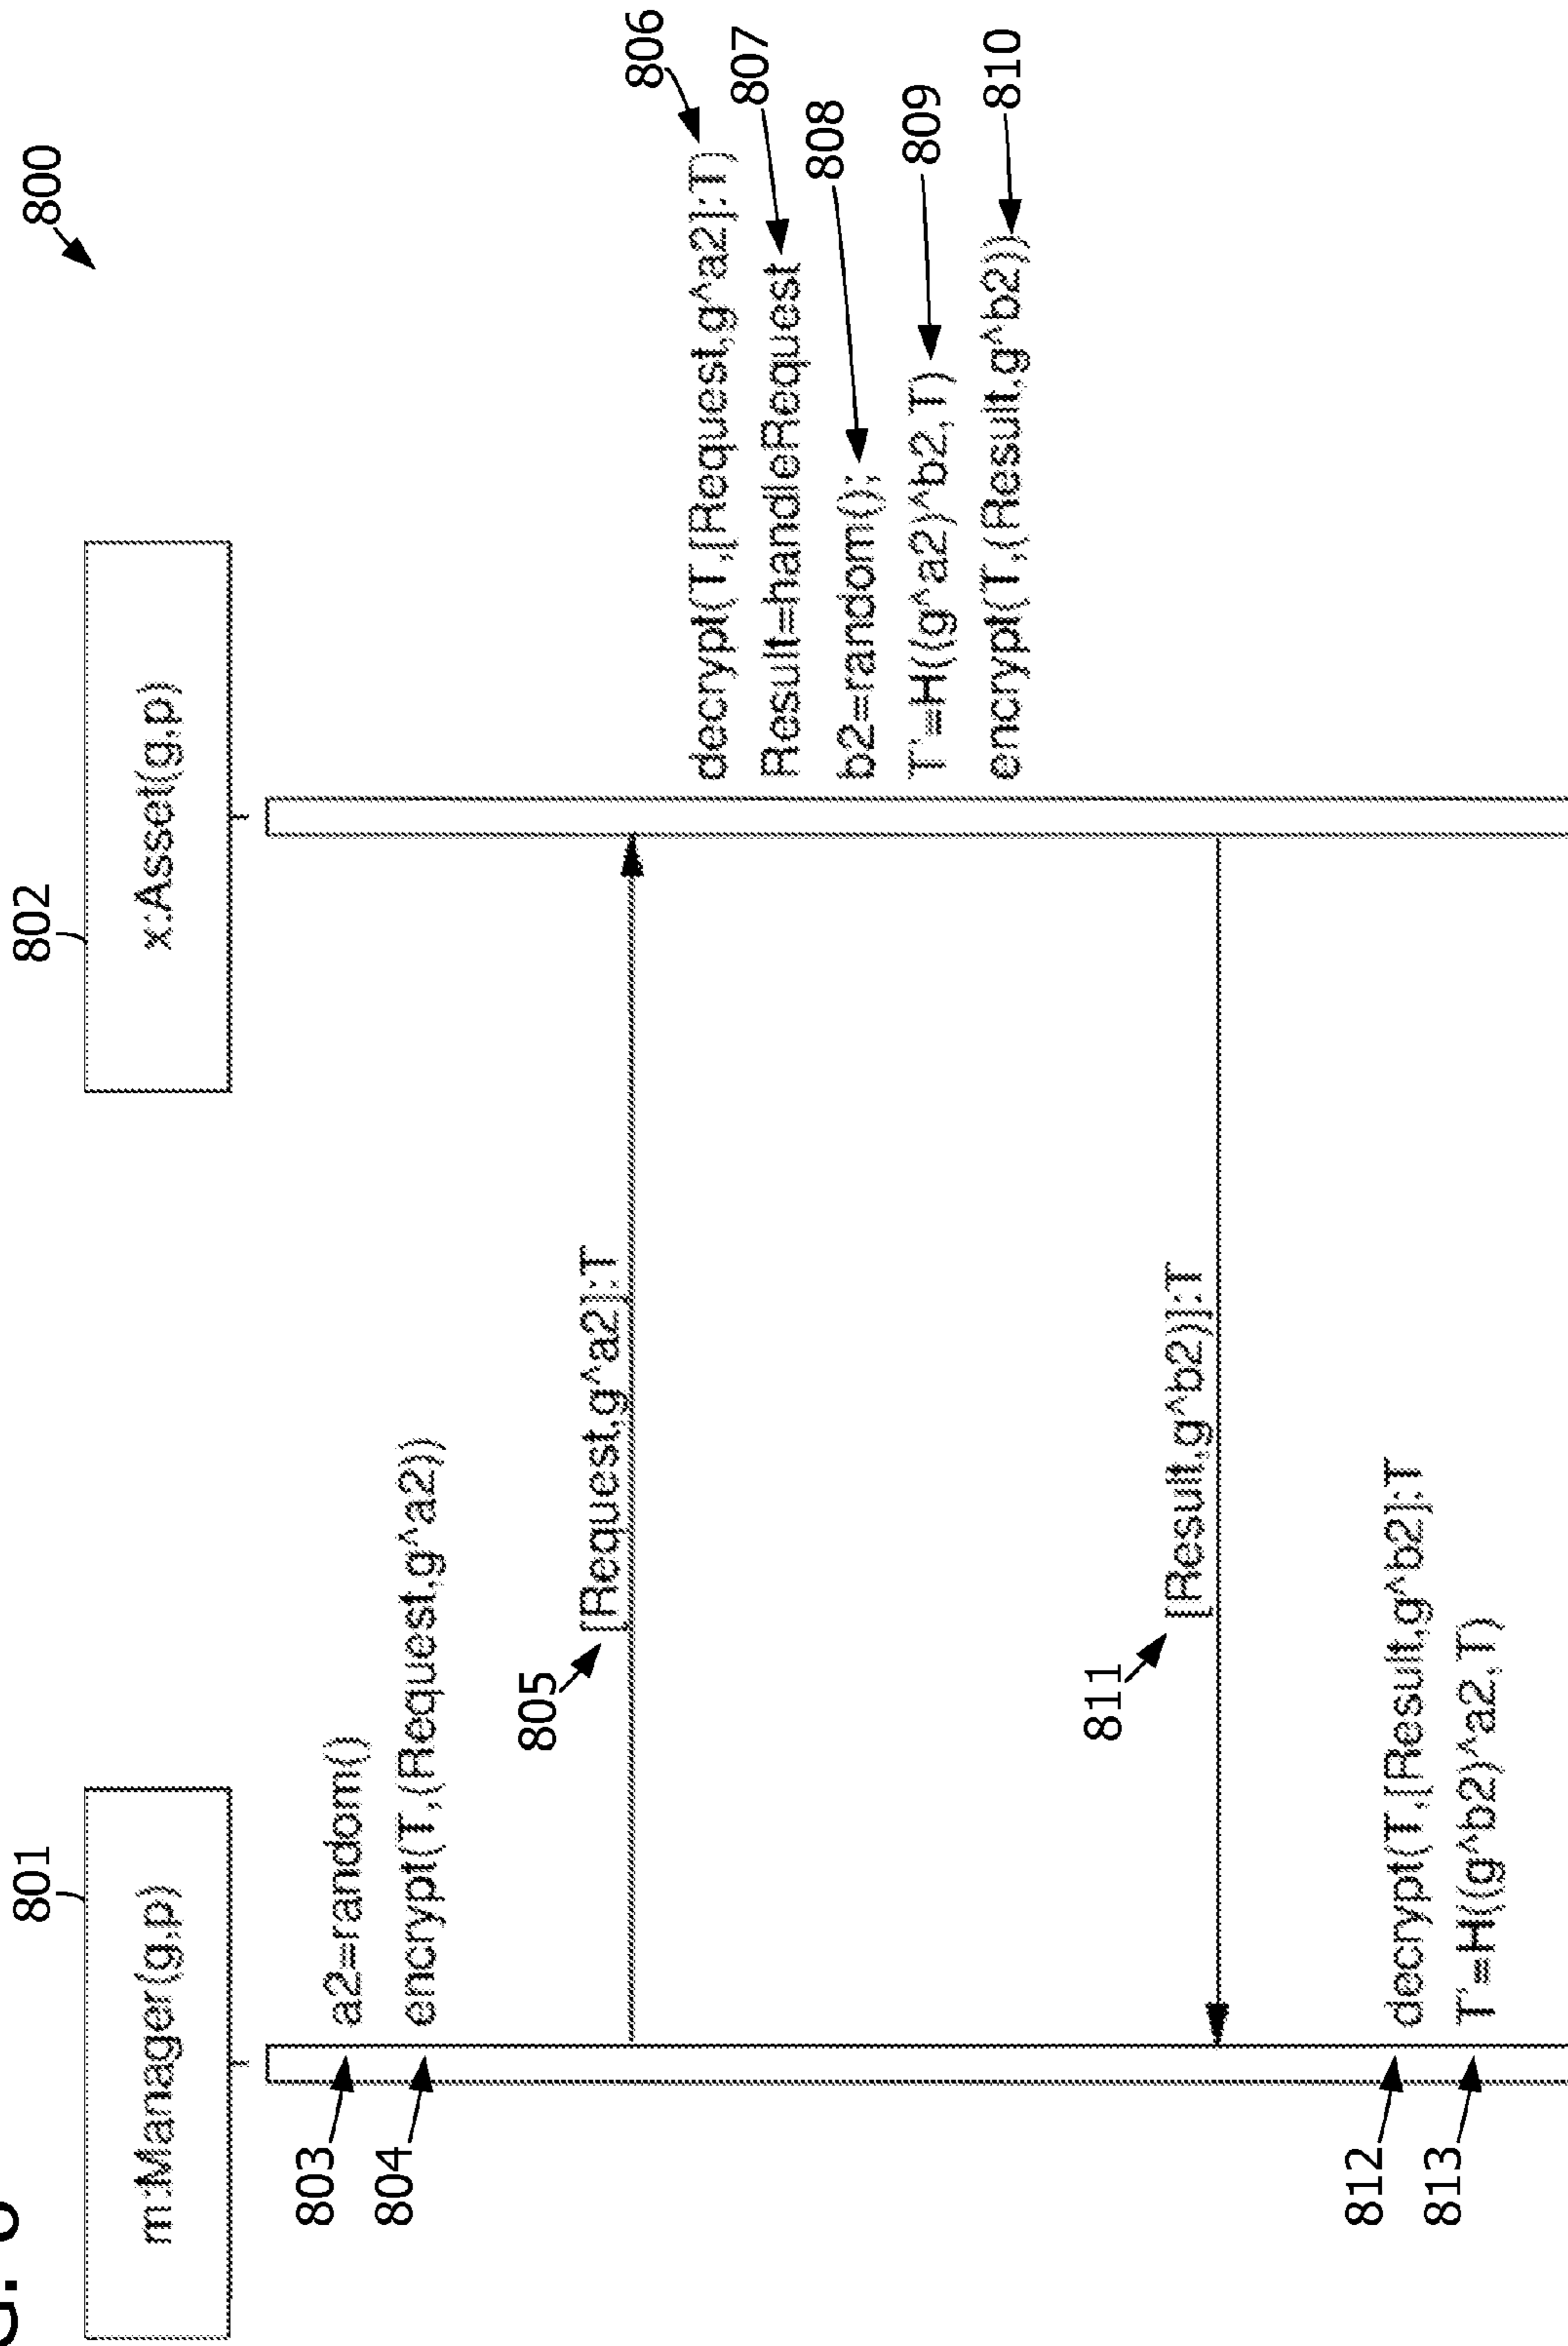 800
801
m:Manager(g,p)
802
x:Asset(g,p)
803
a2=random()
804
encrypt(T,(Request,g^a2))
805
[Request,g^a2]:T
decrypt(T,[Request,g^a2]:T)
806
Result=handleRequest
807
b2=random();
808
T'=H((g^a2)^b2,T)
809
encrypt(T,(Result,g^b2))
810
811
[Result,g^b2)]:T
812
decrypt(T,[Result,g^b2]:T
813
T'=H((g^b2)^a2,T)